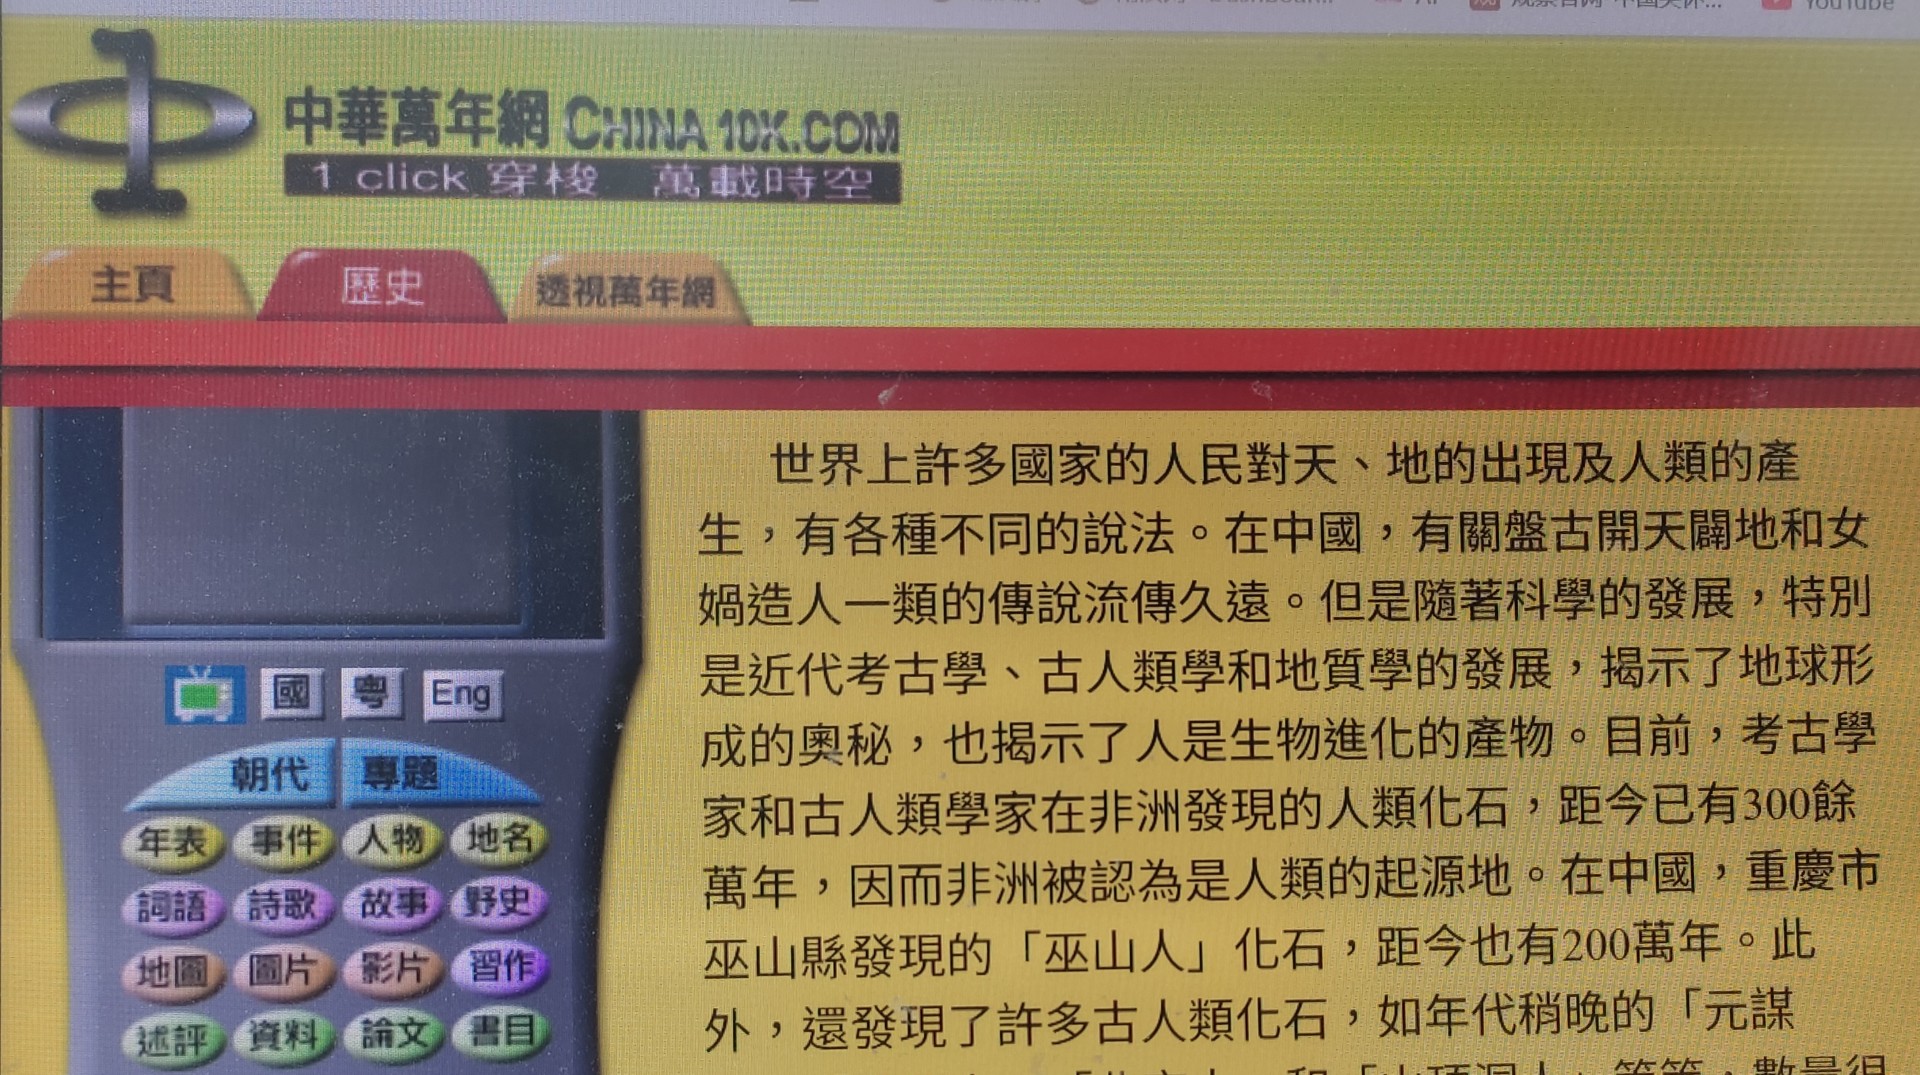 YouTube
中華萬年網 CHINA 10K.COM
1 click 穿梭 萬載時空
主頁 歷史 透視萬年網
世界上許多國家的人民對天、地的出現及人類的產
生，有各種不同的說法。在中國，有關盤古開天闢地和女
媧造人一類的傳說流傳久遠。但是隨著科學的發展，特別
是近代考古學、古人類學和地質學的發展，揭示了地球形
成的奧秘，也揭示了人是生物進化的產物。目前，考古學
家和古人類學家在非洲發現的人類化石，距今已有300餘
萬年，因而非洲被認為是人類的起源地。在中國，重慶市
巫山縣發現的「巫山人」化石，距今也有200萬年。此
外，還發現了許多古人類化石，如年代稍晚的「元謀
國 粵 Eng
朝代 專題
年表 事件 人物 地名
詞語 詩歌 故事 野史
地圖 圖片 影片 習作
述評 資料 論文 書目